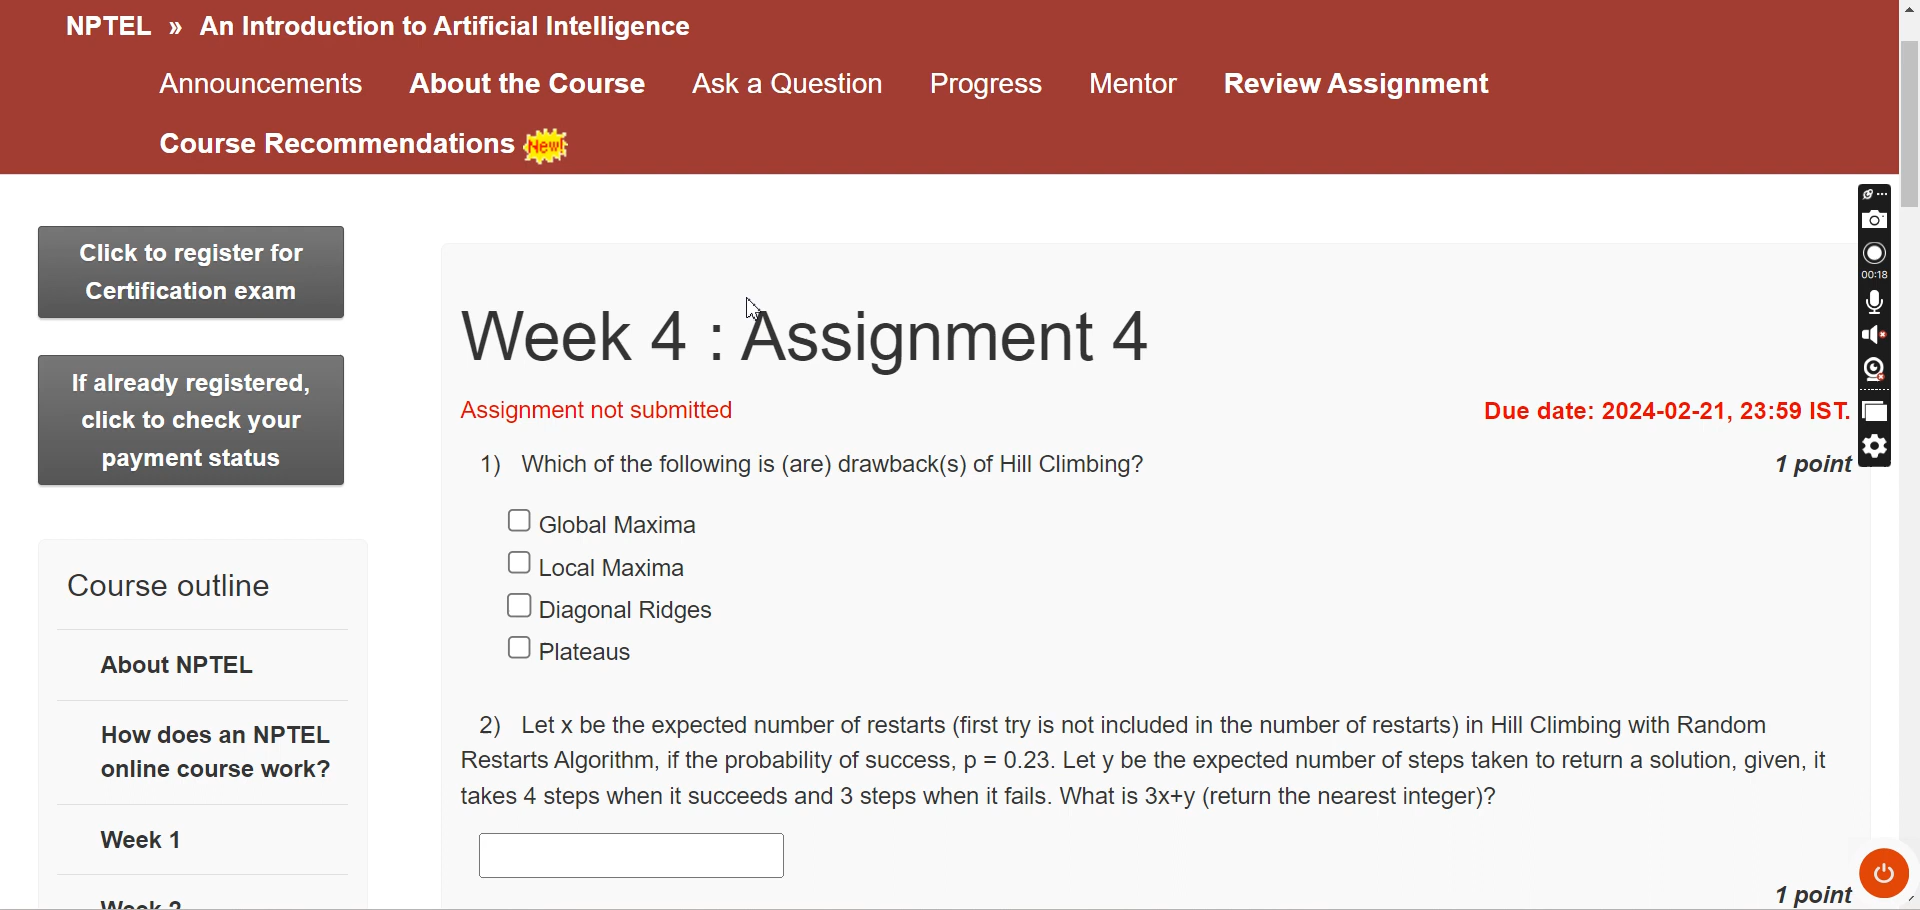 NPTEL » An Introduction to Artificial Intelligence
Announcements About the Course Ask a Question Progress Mentor Review Assignment
Course Recommendations New!
Click to register for
Certification exam
If already registered,
click to check your
payment status
Course outline
About NPTEL
How does an NPTEL
online course work?
Week 1
Week 2
Week 4 : Assignment 4
Assignment not submitted Due date: 2024-02-21, 23:59 IST.
1) Which of the following is (are) drawback(s) of Hill Climbing? 1 point
Global Maxima
Local Maxima
Diagonal Ridges
Plateaus
2) Let x be the expected number of restarts (first try is not included in the number of restarts) in Hill Climbing with Random
Restarts Algorithm, if the probability of success, p = 0.23. Let y be the expected number of steps taken to return a solution, given, it
takes 4 steps when it succeeds and 3 steps when it fails. What is 3x+y (return the nearest integer)?
1 point
00:18